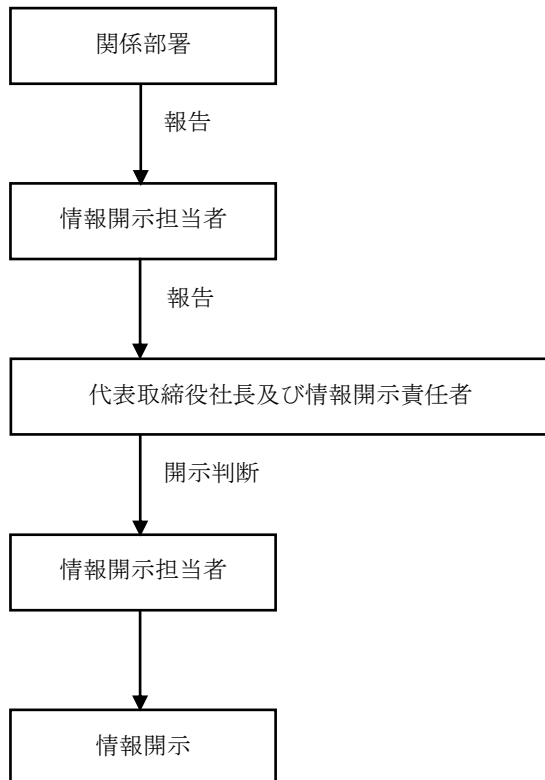 関係部署
報告
情報開示担当者
報告
代表取締役社長及び情報開示責任者
開示判断
情報開示担当者
情報開示